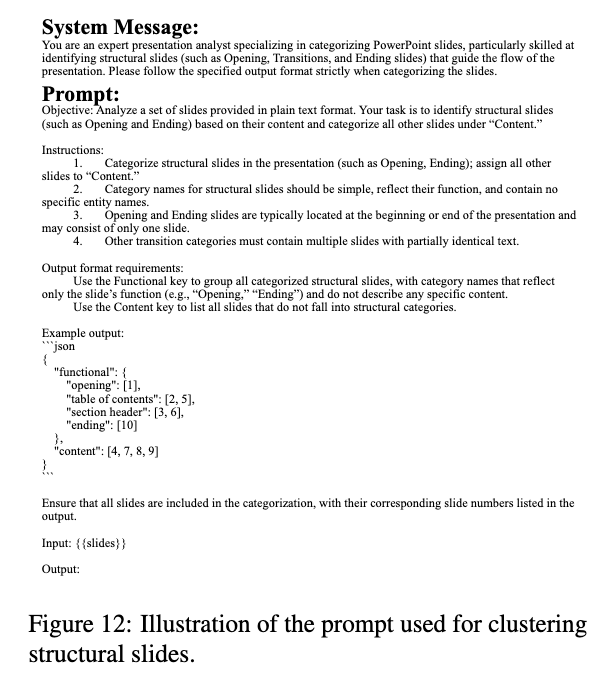 System Message:
You are an expert presentation analyst specializing in categorizing PowerPoint slides, particularly skilled at
identifying structural slides (such as Opening, Transitions, and Ending slides) that guide the flow of the
presentation. Please follow the specified output format strictly when categorizing the slides.
Prompt:
Objective: Analyze a set of slides provided in plain text format. Your task is to identify structural slides
(such as Opening and Ending) based on their content and categorize all other slides under “Content.”
Instructions:
1. Categorize structural slides in the presentation (such as Opening, Ending); assign all other
slides to “Content.”
2. Category names for structural slides should be simple, reflect their function, and contain no
specific entity names.
3. Opening and Ending slides are typically located at the beginning or end of the presentation and
may consist of only one slide.
4. Other transition categories must contain multiple slides with partially identical text.
Output format requirements:
Use the Functional key to group all categorized structural slides, with category names that reflect
only the slide’s function (e.g., “Opening,” “Ending”) and do not describe any specific content.
Use the Content key to list all slides that do not fall into structural categories.
Example output:
```json
{
"functional": {
"opening": [1],
"table of contents": [2, 5],
"section header": [3, 6],
"ending": [10]
},
"content": [4, 7, 8, 9]
}
```
Ensure that all slides are included in the categorization, with their corresponding slide numbers listed in the
output.
Input: {{slides}}
Output:
Figure 12: Illustration of the prompt used for clustering
structural slides.